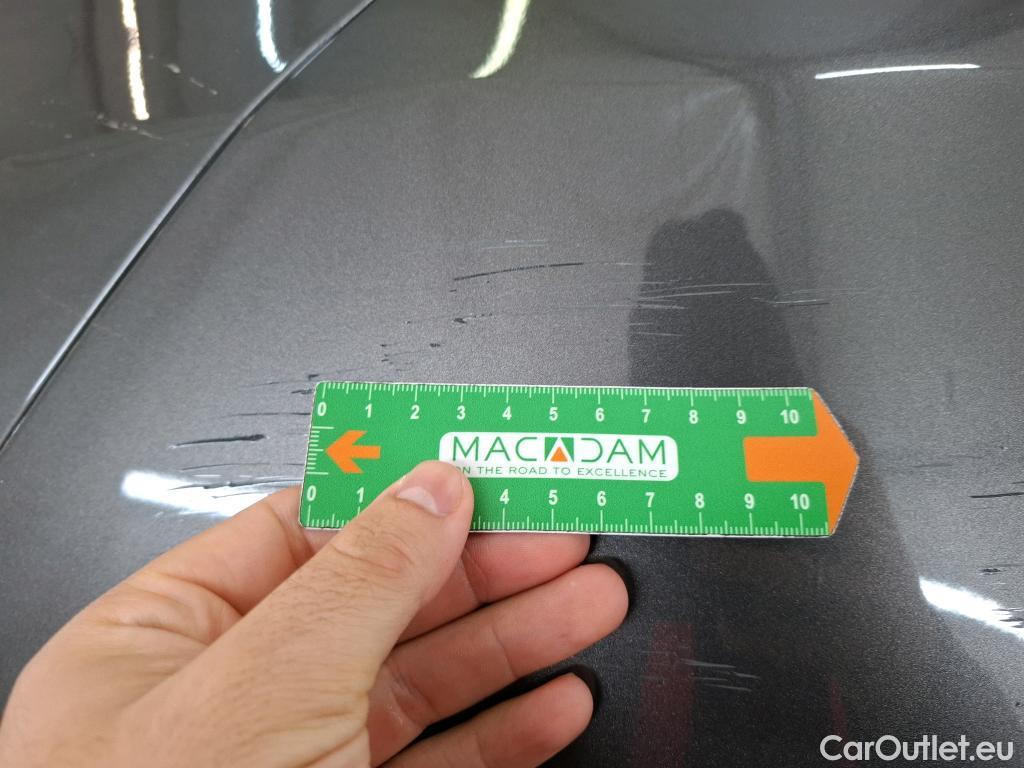 0 1 2 3 4 5 6 7 8 9 10
MACADAM
ON THE ROAD TO EXCELLENCE
0 1 4 5 6 7 8 9 10
CarOutlet.eu